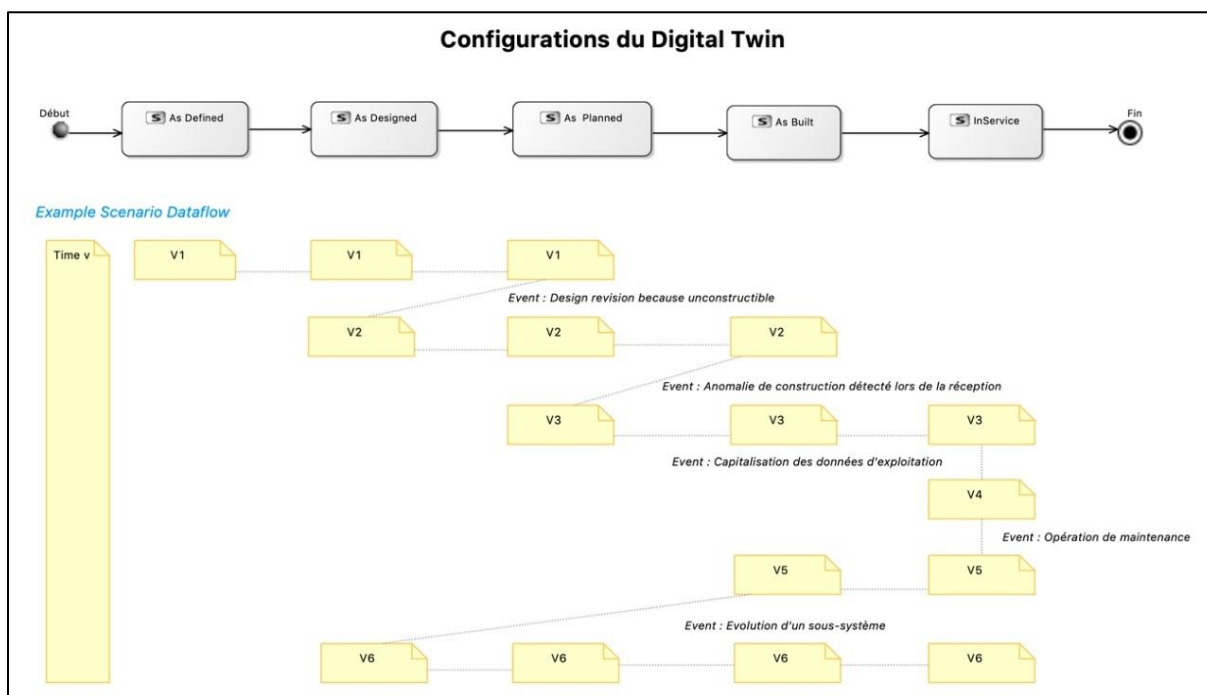 Configurations du Digital Twin
Début
As Defined
As Designed
As Planned
As Built
InService
Fin
Example Scenario Dataflow
Time v
V1
V1
V1
Event : Design revision because unconstructible
V2
V2
V2
Event : Anomalie de construction détecté lors de la réception
V3
V3
V3
Event : Capitalisation des données d'exploitation
V4
Event : Opération de maintenance
V5
V5
Event : Evolution d'un sous-système
V6
V6
V6
V6